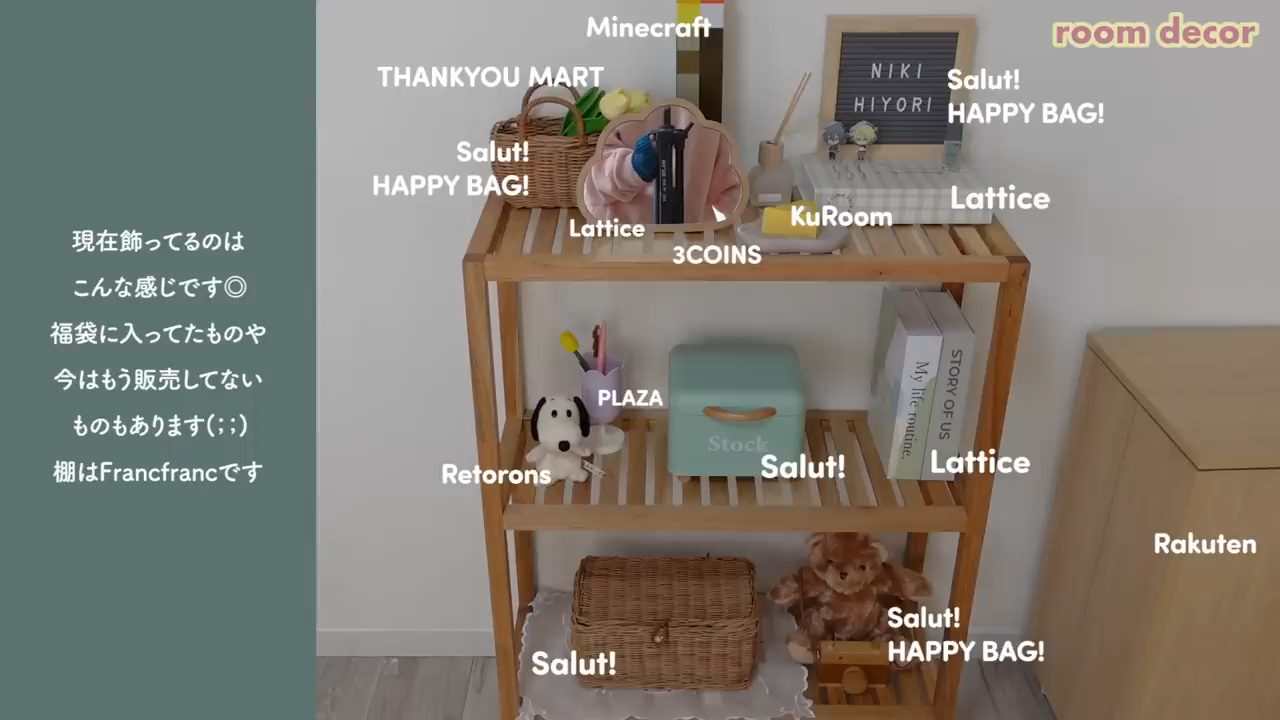 room decor
Minecraft
THANKYOU MART
NIKI
HIYORI
Salut!
HAPPY BAG!
Salut!
HAPPY BAG!
Lattice
KuRoom
Lattice
3COINS
現在飾ってるのは
こんな感じです◎
福袋に入ってたものや
今はもう販売してない
ものもあります(;;)
棚はFrancfrancです
PLAZA
Stock
My life routine.
STORY OF US
Retorons
Salut!
Lattice
Rakuten
Salut!
Salut!
HAPPY BAG!